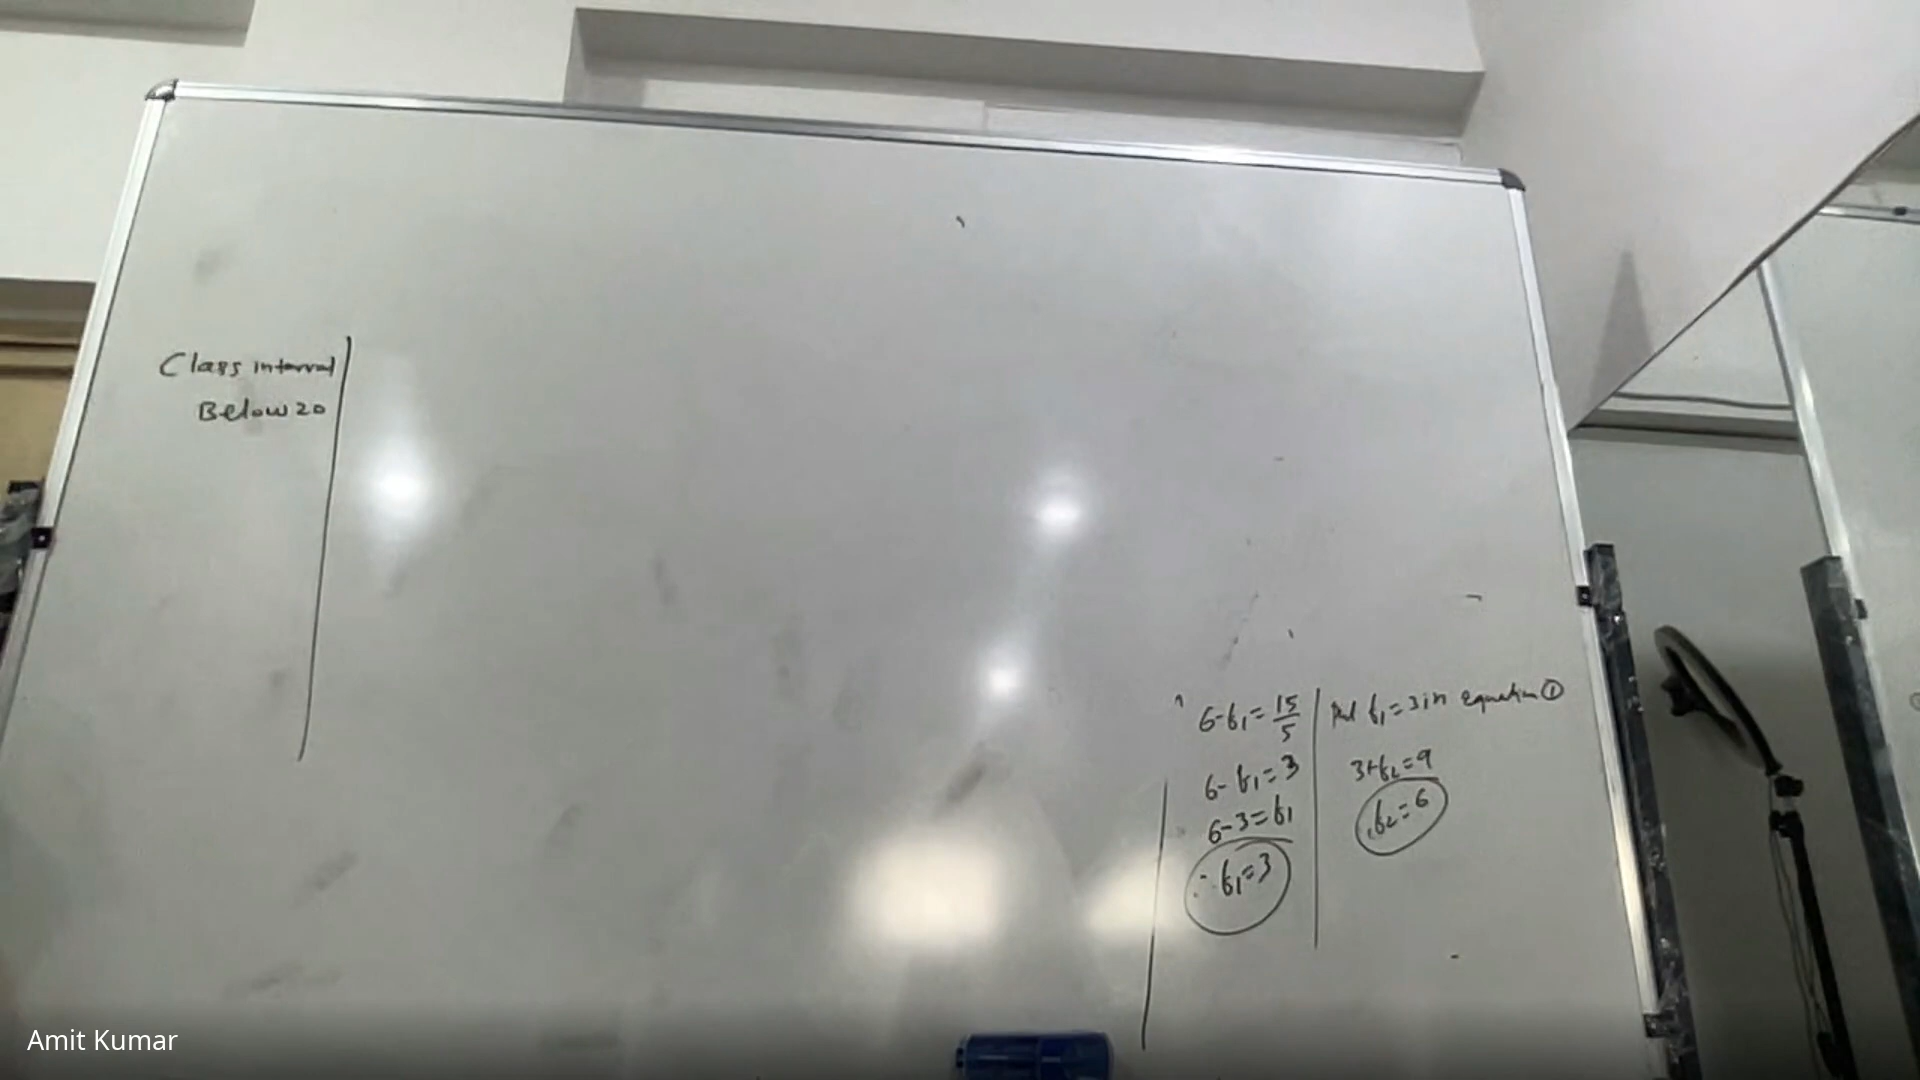 Class interval
Below 20
6-f₁=15/5
6-f₁=3
6-3=f₁
∴ f₁=3
Put f₁=3 in equation ①
3+f₂=9
∴ f₂=6
Amit Kumar